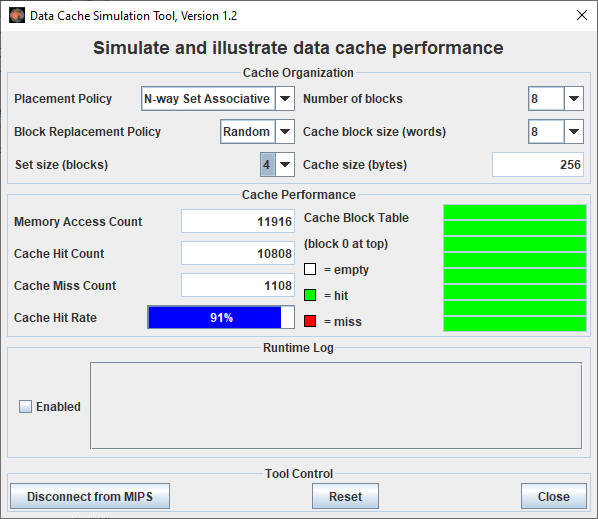 Data Cache Simulation Tool, Version 1.2
Simulate and illustrate data cache performance
Cache Organization
Placement Policy N-way Set Associative Number of blocks 8
Block Replacement Policy Random Cache block size (words) 8
Set size (blocks) 4 Cache size (bytes) 256
Cache Performance
Memory Access Count 11916 Cache Block Table
Cache Hit Count 10808 (block 0 at top)
= empty
Cache Miss Count 1108 = hit
Cache Hit Rate 91% = miss
Runtime Log
Enabled
Tool Control
Disconnect from MIPS Reset Close